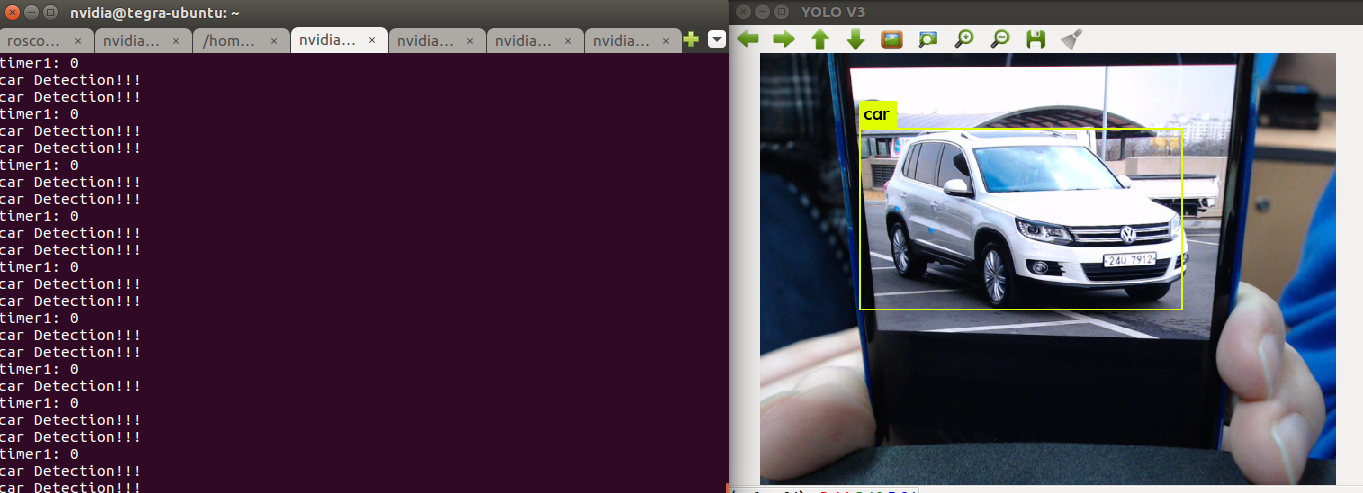 nvidia@tegra-ubuntu: ~
rosco... × nvidia... × /hom... × nvidia... × nvidia... × nvidia... × nvidia... ×
timer1: 0
car Detection!!!
car Detection!!!
timer1: 0
car Detection!!!
car Detection!!!
timer1: 0
car Detection!!!
car Detection!!!
timer1: 0
car Detection!!!
car Detection!!!
timer1: 0
car Detection!!!
car Detection!!!
timer1: 0
car Detection!!!
car Detection!!!
timer1: 0
car Detection!!!
timer1: 0
car Detection!!!
car Detection!!!
timer1: 0
car Detection!!!
car Detection!!!
YOLO V3
car
7912